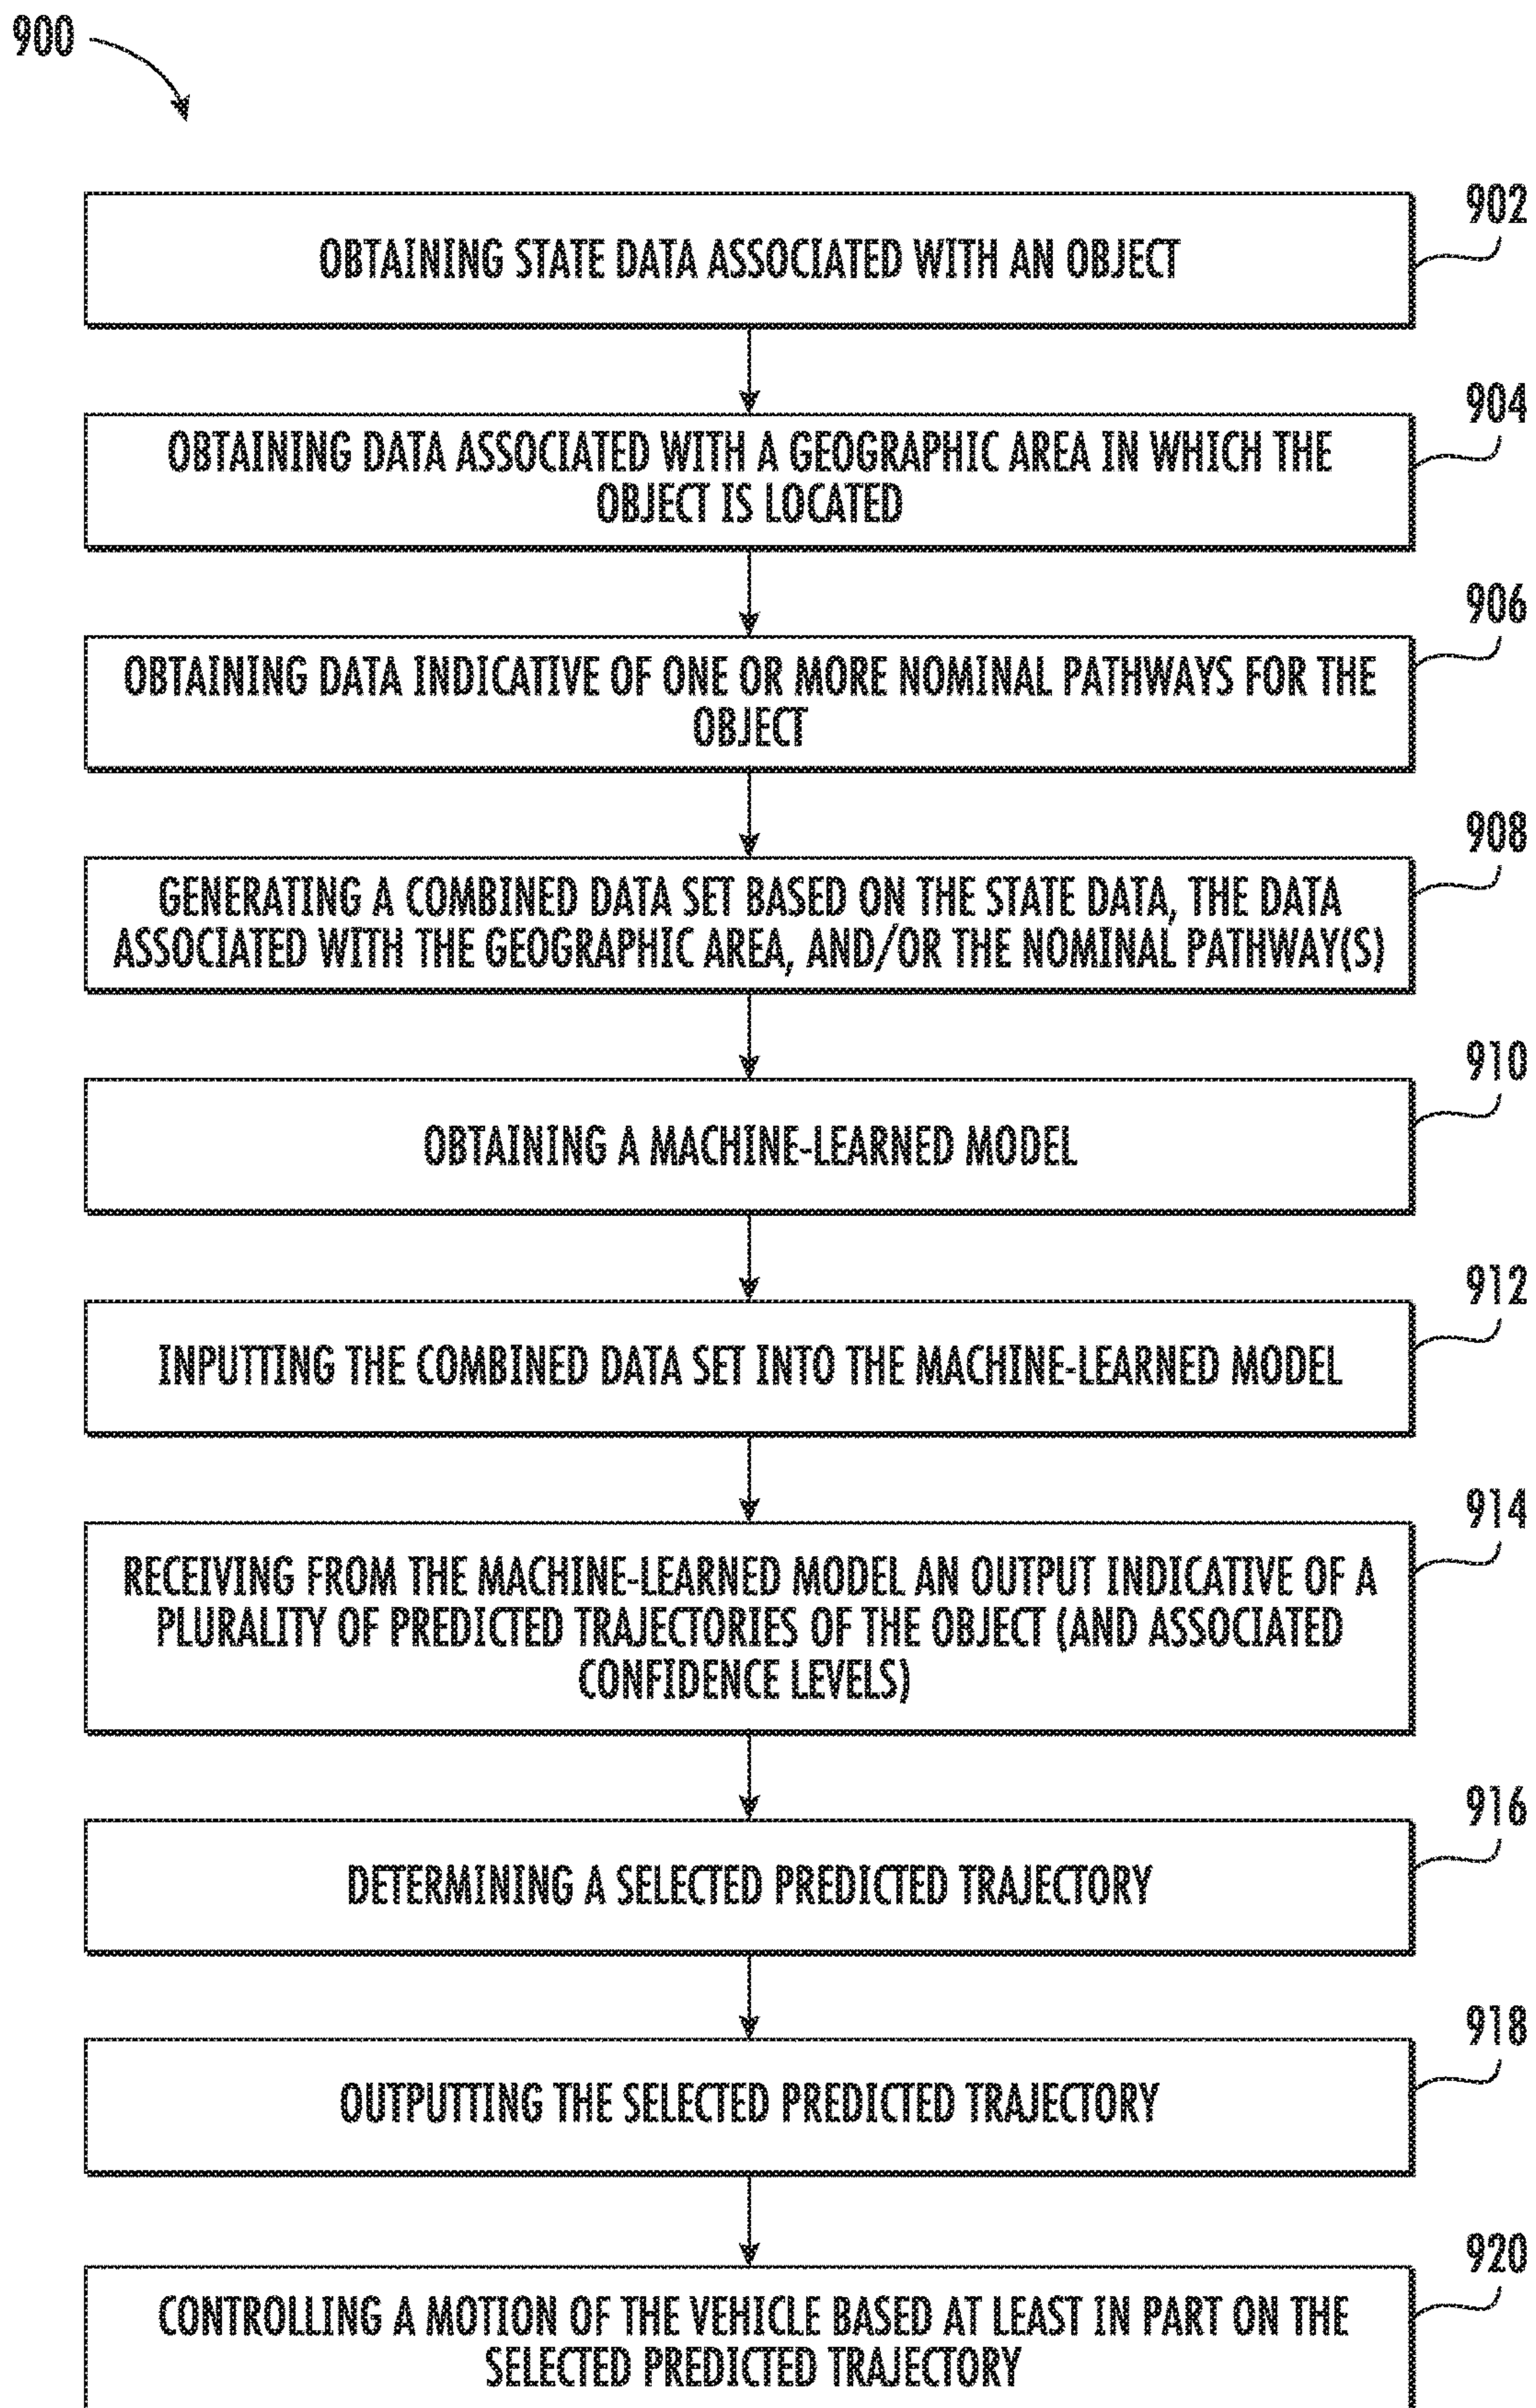 900
902
OBTAINING STATE DATA ASSOCIATED WITH AN OBJECT
904
OBTAINING DATA ASSOCIATED WITH A GEOGRAPHIC AREA IN WHICH THE
OBJECT IS LOCATED
906
OBTAINING DATA INDICATIVE OF ONE OR MORE NOMINAL PATHWAYS FOR THE
OBJECT
908
GENERATING A COMBINED DATA SET BASED ON THE STATE DATA, THE DATA
ASSOCIATED WITH THE GEOGRAPHIC AREA, AND/OR THE NOMINAL PATHWAY(S)
910
OBTAINING A MACHINE-LEARNED MODEL
912
INPUTTING THE COMBINED DATA SET INTO THE MACHINE-LEARNED MODEL
914
RECEIVING FROM THE MACHINE-LEARNED MODEL AN OUTPUT INDICATIVE OF A
PLURALITY OF PREDICTED TRAJECTORIES OF THE OBJECT (AND ASSOCIATED
CONFIDENCE LEVELS)
916
DETERMINING A SELECTED PREDICTED TRAJECTORY
918
OUTPUTTING THE SELECTED PREDICTED TRAJECTORY
920
CONTROLLING A MOTION OF THE VEHICLE BASED AT LEAST IN PART ON THE
SELECTED PREDICTED TRAJECTORY